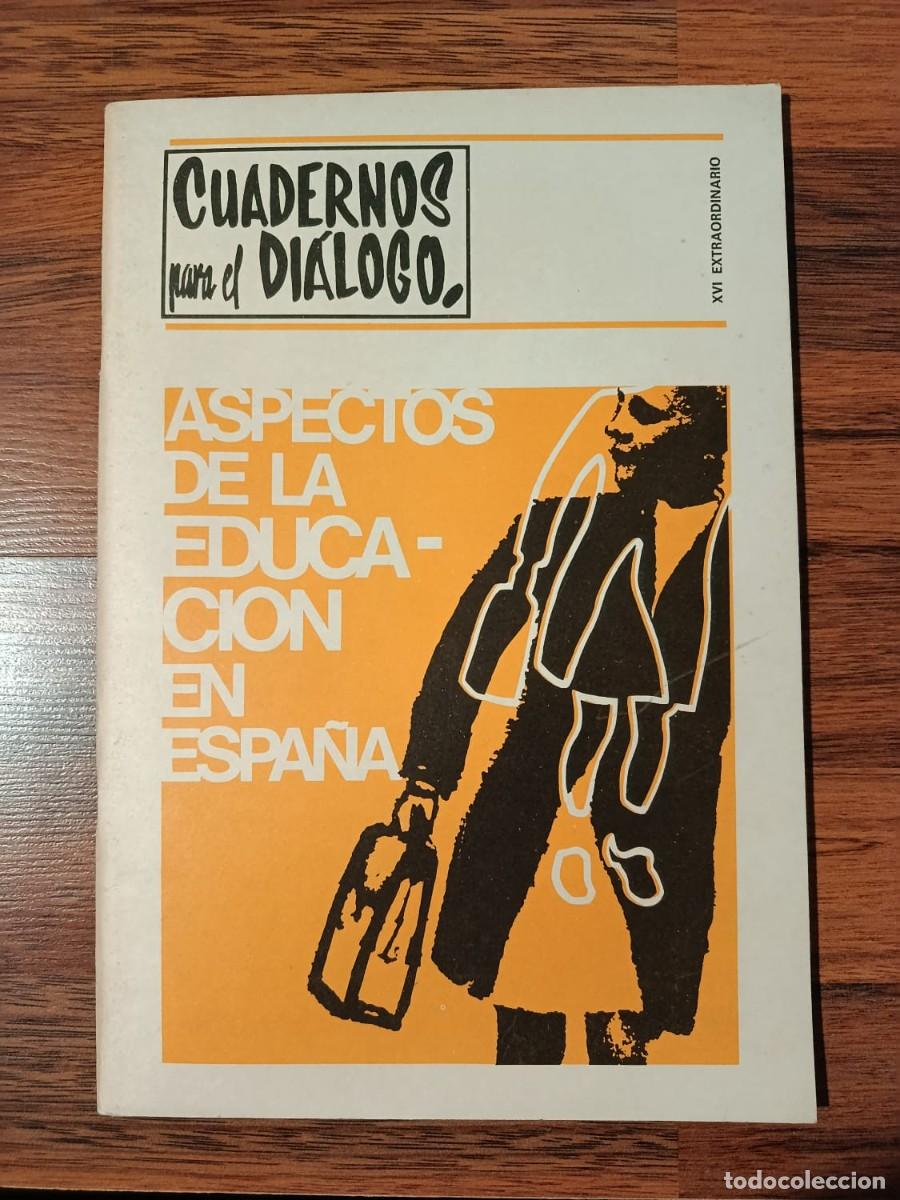 CUADERNOS
para el DIÁLOGO.
XVI EXTRAORDINARIO
ASPECTOS
DE LA
EDUCA-
CION
EN
ESPAÑA
todocoleccion